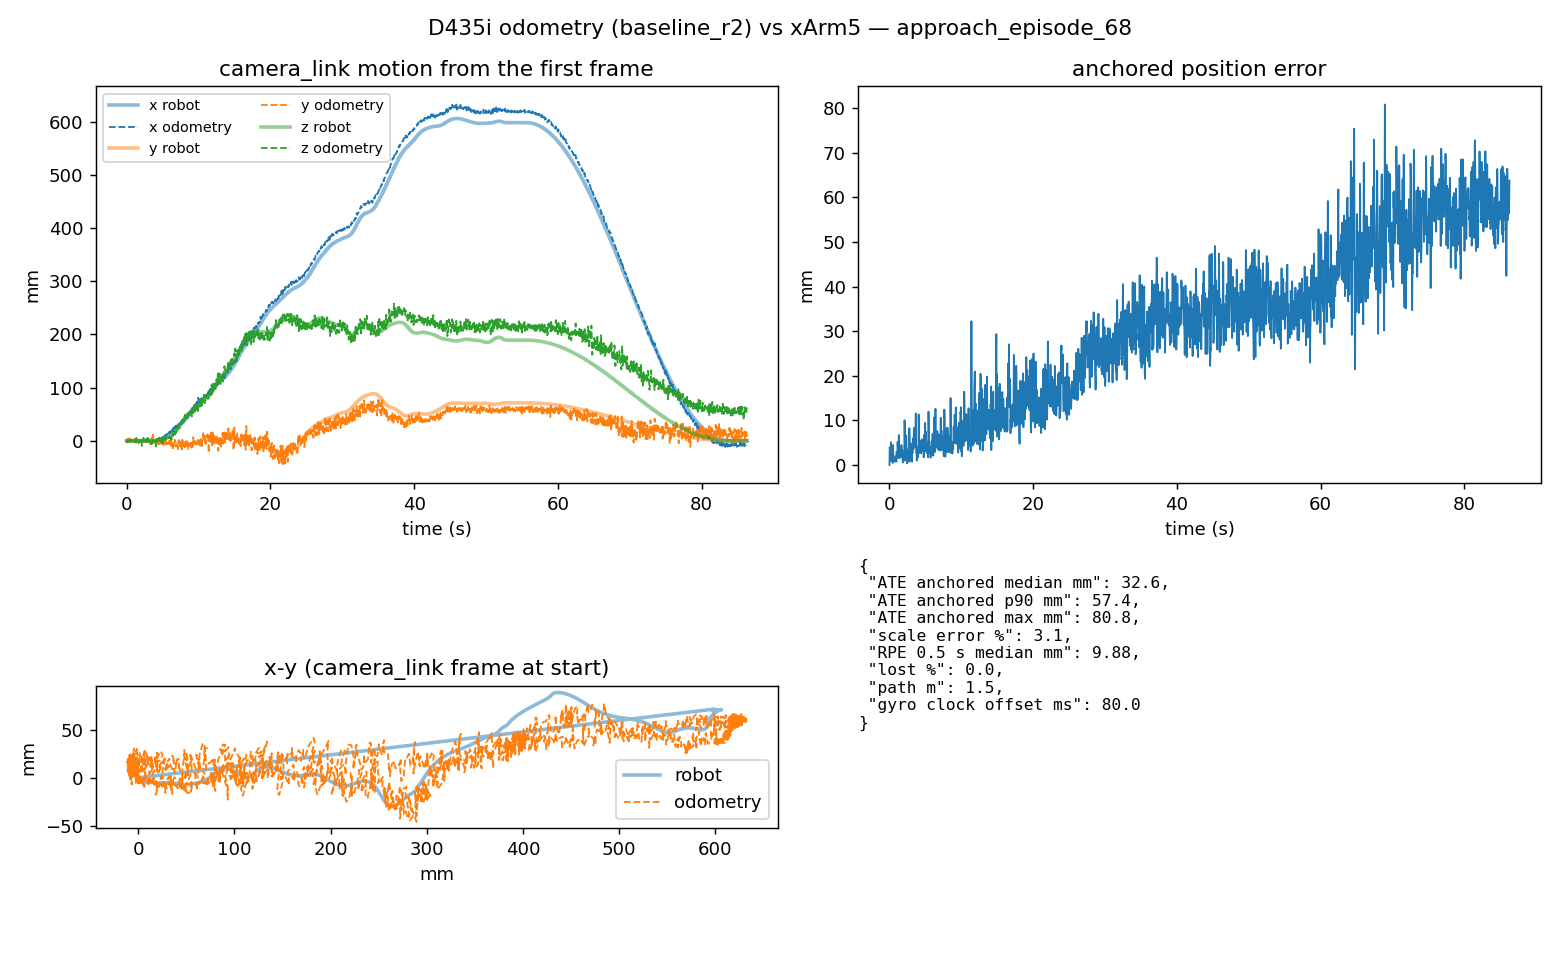 D435i odometry (baseline_r2) vs xArm5 — approach_episode_68
camera_link motion from the first frame
x robot
x odometry
y robot
y odometry
z robot
z odometry
600
500
400
300
200
100
0
mm
0 20 40 60 80
time (s)
anchored position error
80
70
60
50
40
30
20
10
0
mm
0 20 40 60 80
time (s)
x-y (camera_link frame at start)
50
0
−50
mm
robot
odometry
0 100 200 300 400 500 600
mm
{
"ATE anchored median mm": 32.6,
"ATE anchored p90 mm": 57.4,
"ATE anchored max mm": 80.8,
"scale error %": 3.1,
"RPE 0.5 s median mm": 9.88,
"lost %": 0.0,
"path m": 1.5,
"gyro clock offset ms": 80.0
}